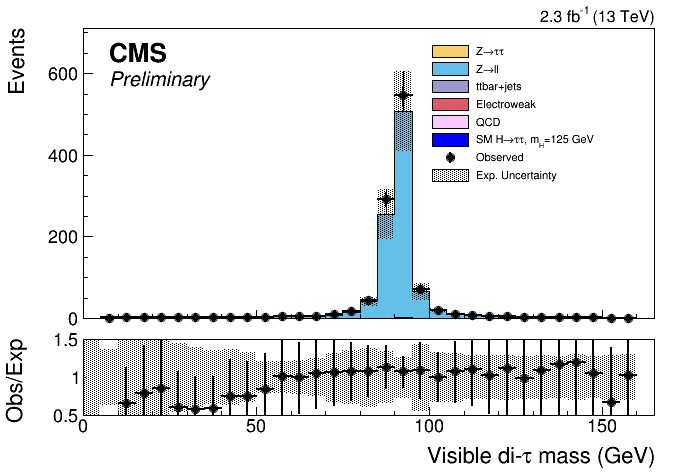 2.3 fb⁻¹ (13 TeV)
Events
CMS
Preliminary
Z→ττ
Z→ll
ttbar+jets
Electroweak
QCD
SM H→ττ, m_H=125 GeV
Observed
Exp. Uncertainty
600
400
200
0
Obs/Exp
1.5
1
0.5
0 50 100 150
Visible di-τ mass (GeV)